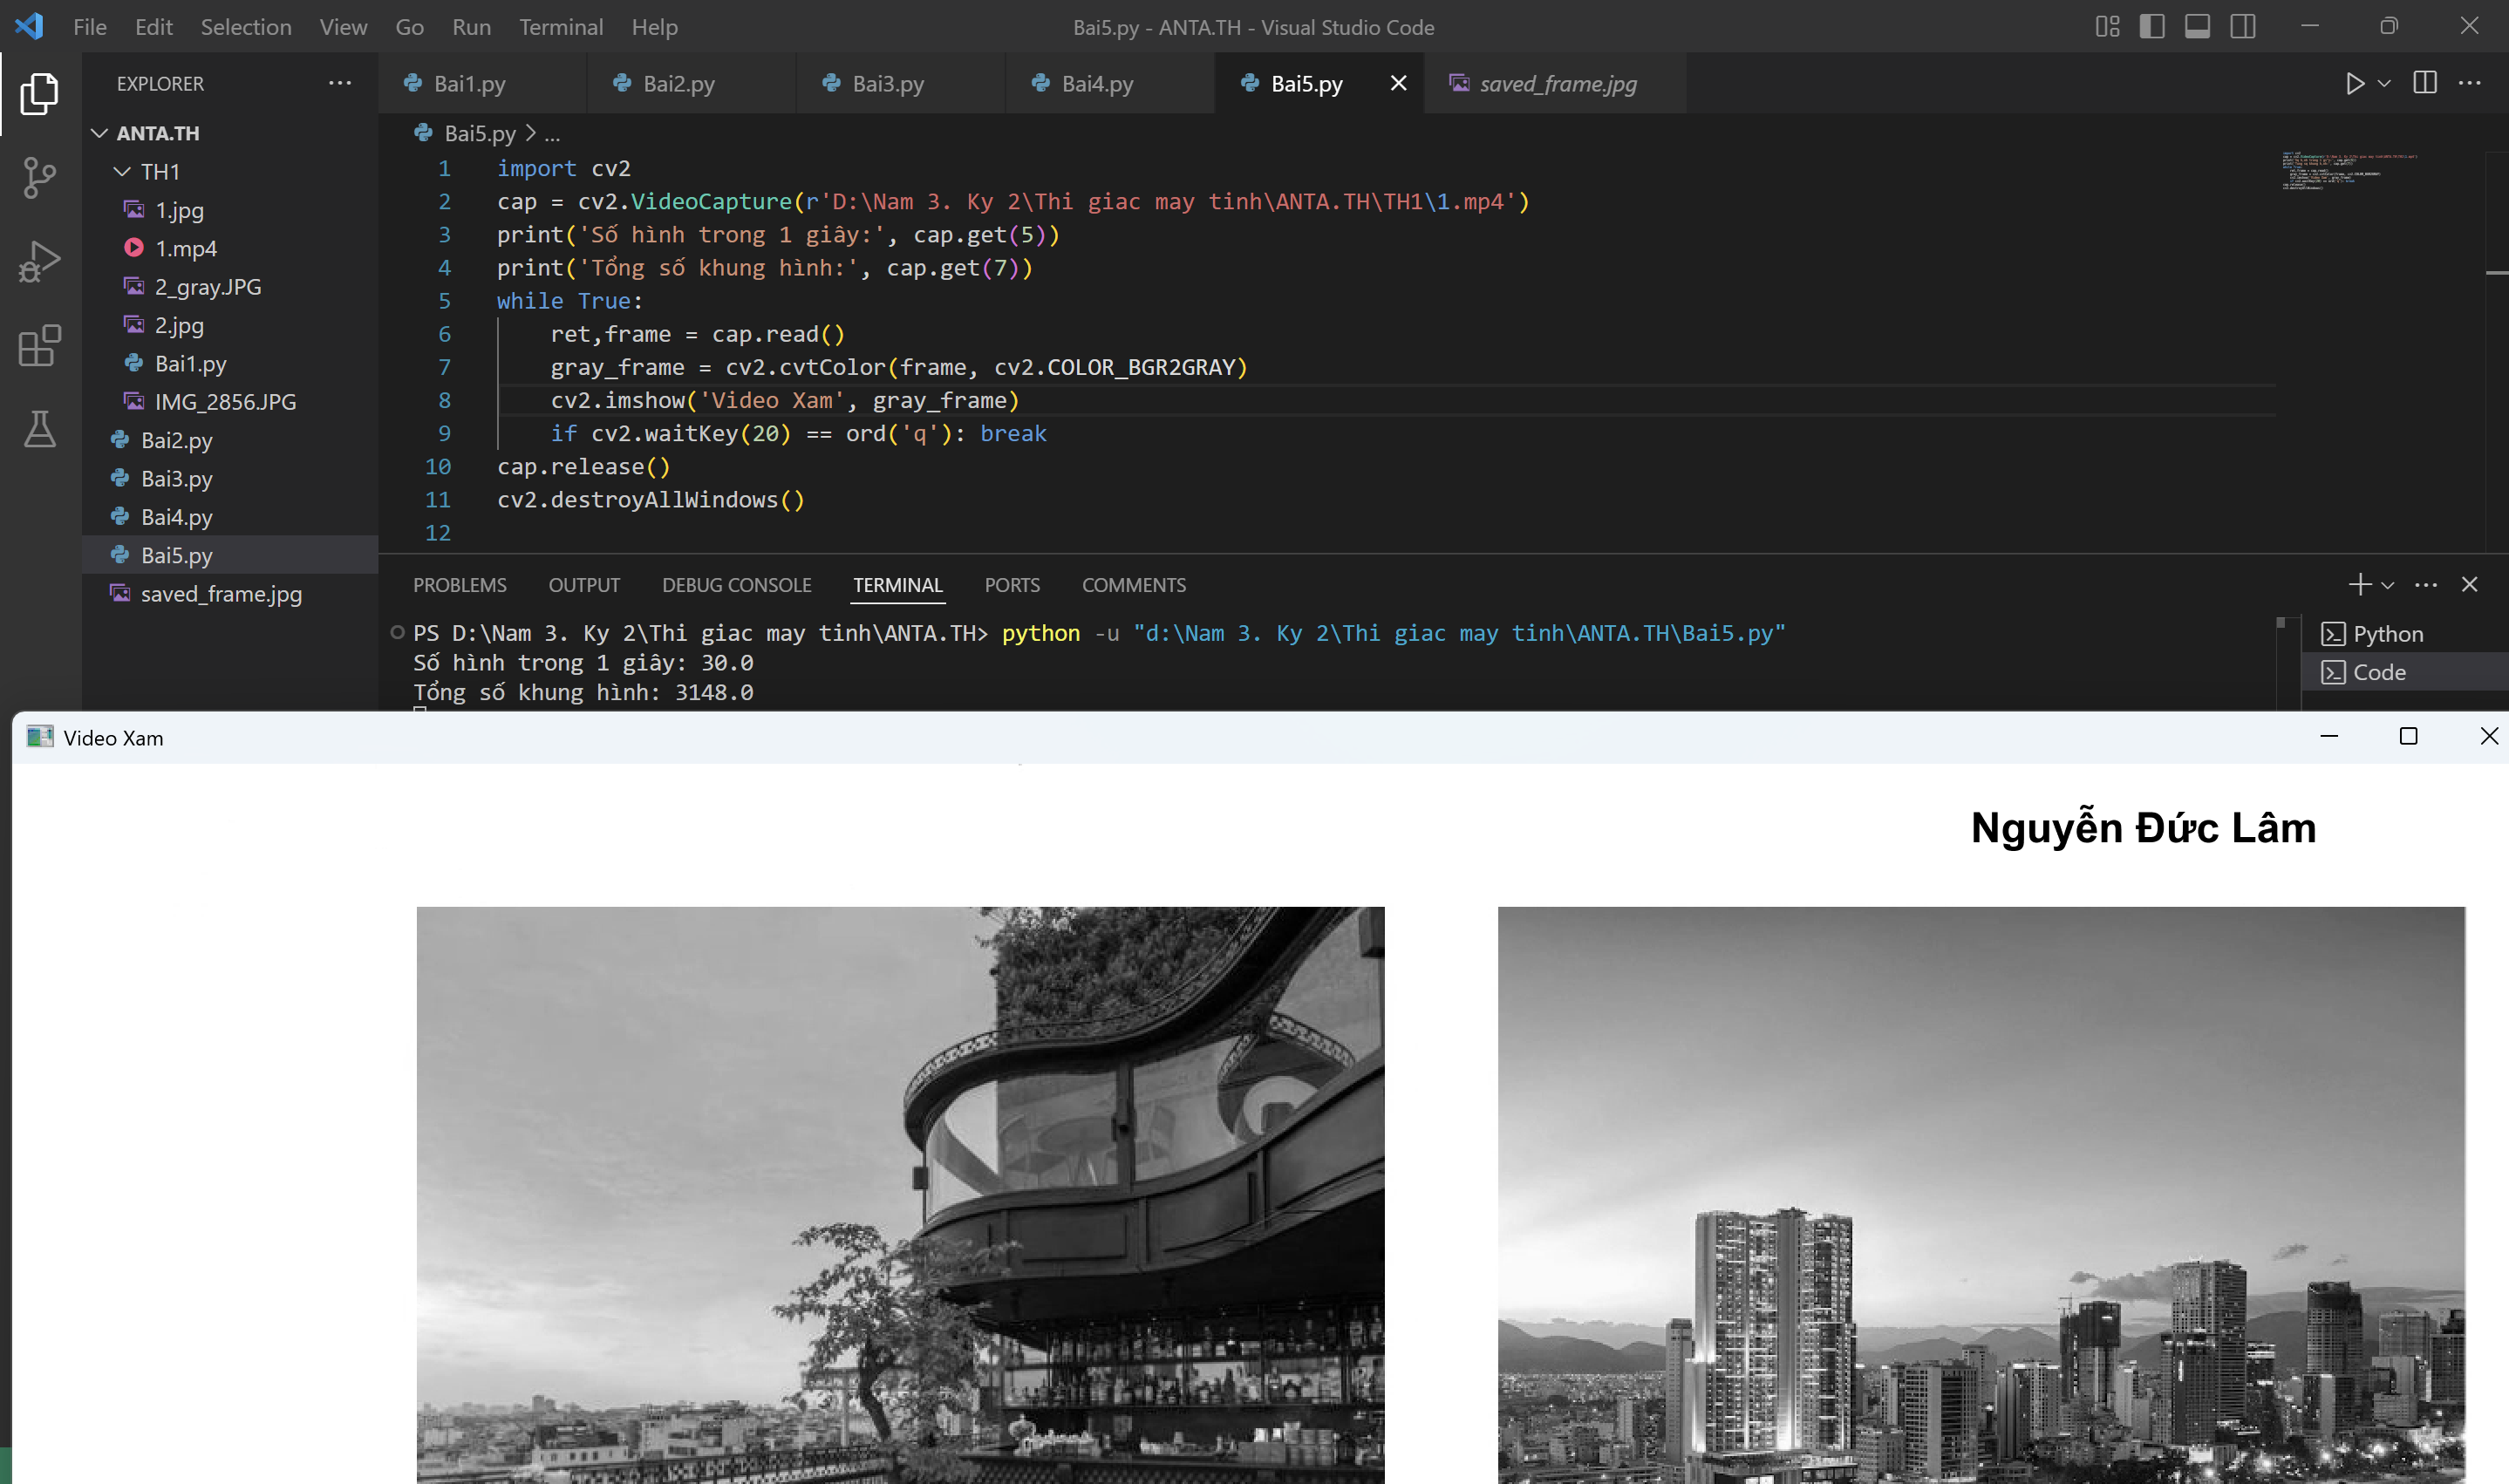 File Edit Selection View Go Run Terminal Help
Bai5.py - ANTA.TH - Visual Studio Code
EXPLORER
ANTA.TH
TH1
1.jpg
1.mp4
2_gray.JPG
2.jpg
Bai1.py
IMG_2856.JPG
Bai2.py
Bai3.py
Bai4.py
Bai5.py
saved_frame.jpg
Bai1.py Bai2.py Bai3.py Bai4.py Bai5.py saved_frame.jpg
Bai5.py > ...
1 import cv2
2 cap = cv2.VideoCapture(r'D:\Nam 3. Ky 2\Thi giac may tinh\ANTA.TH\TH1\1.mp4')
3 print('Số hình trong 1 giây:', cap.get(5))
4 print('Tổng số khung hình:', cap.get(7))
5 while True:
6     ret,frame = cap.read()
7     gray_frame = cv2.cvtColor(frame, cv2.COLOR_BGR2GRAY)
8     cv2.imshow('Video Xam', gray_frame)
9     if cv2.waitKey(20) == ord('q'): break
10 cap.release()
11 cv2.destroyAllWindows()
12
PROBLEMS OUTPUT DEBUG CONSOLE TERMINAL PORTS COMMENTS
PS D:\Nam 3. Ky 2\Thi giac may tinh\ANTA.TH> python -u "d:\Nam 3. Ky 2\Thi giac may tinh\ANTA.TH\Bai5.py"
Số hình trong 1 giây: 30.0
Tổng số khung hình: 3148.0
Python
Code
Video Xam
Nguyễn Đức Lâm